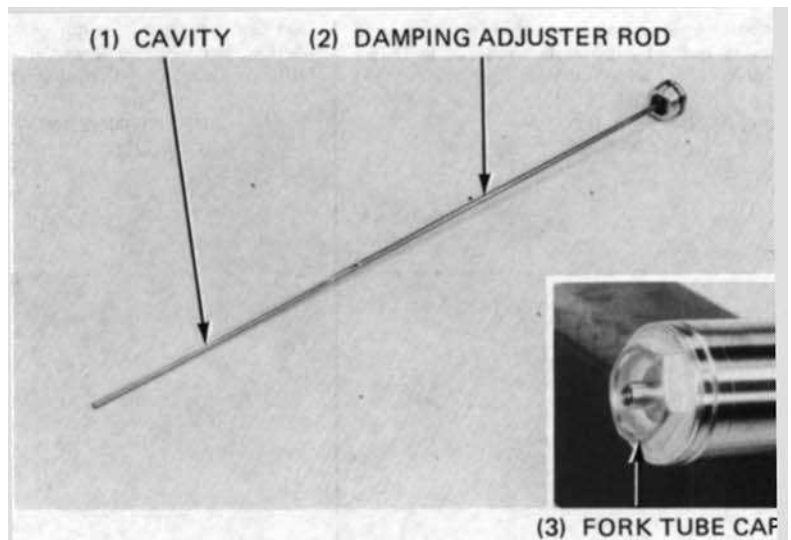 (1) CAVITY
(2) DAMPING ADJUSTER ROD
(3) FORK TUBE CAP